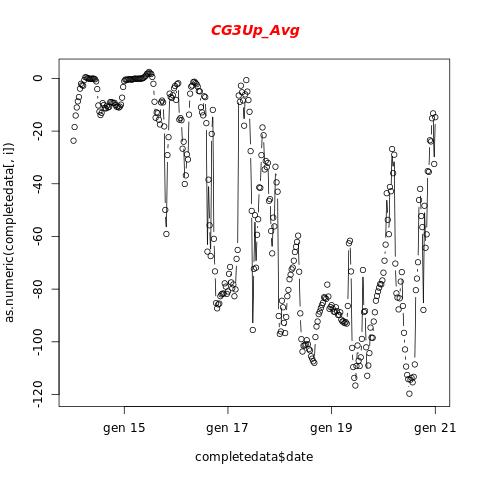 CG3Up_Avg
as.numeric(completedata[, i])
0
-20
-40
-60
-80
-100
-120
gen 15
gen 17
gen 19
gen 21
completedata$date